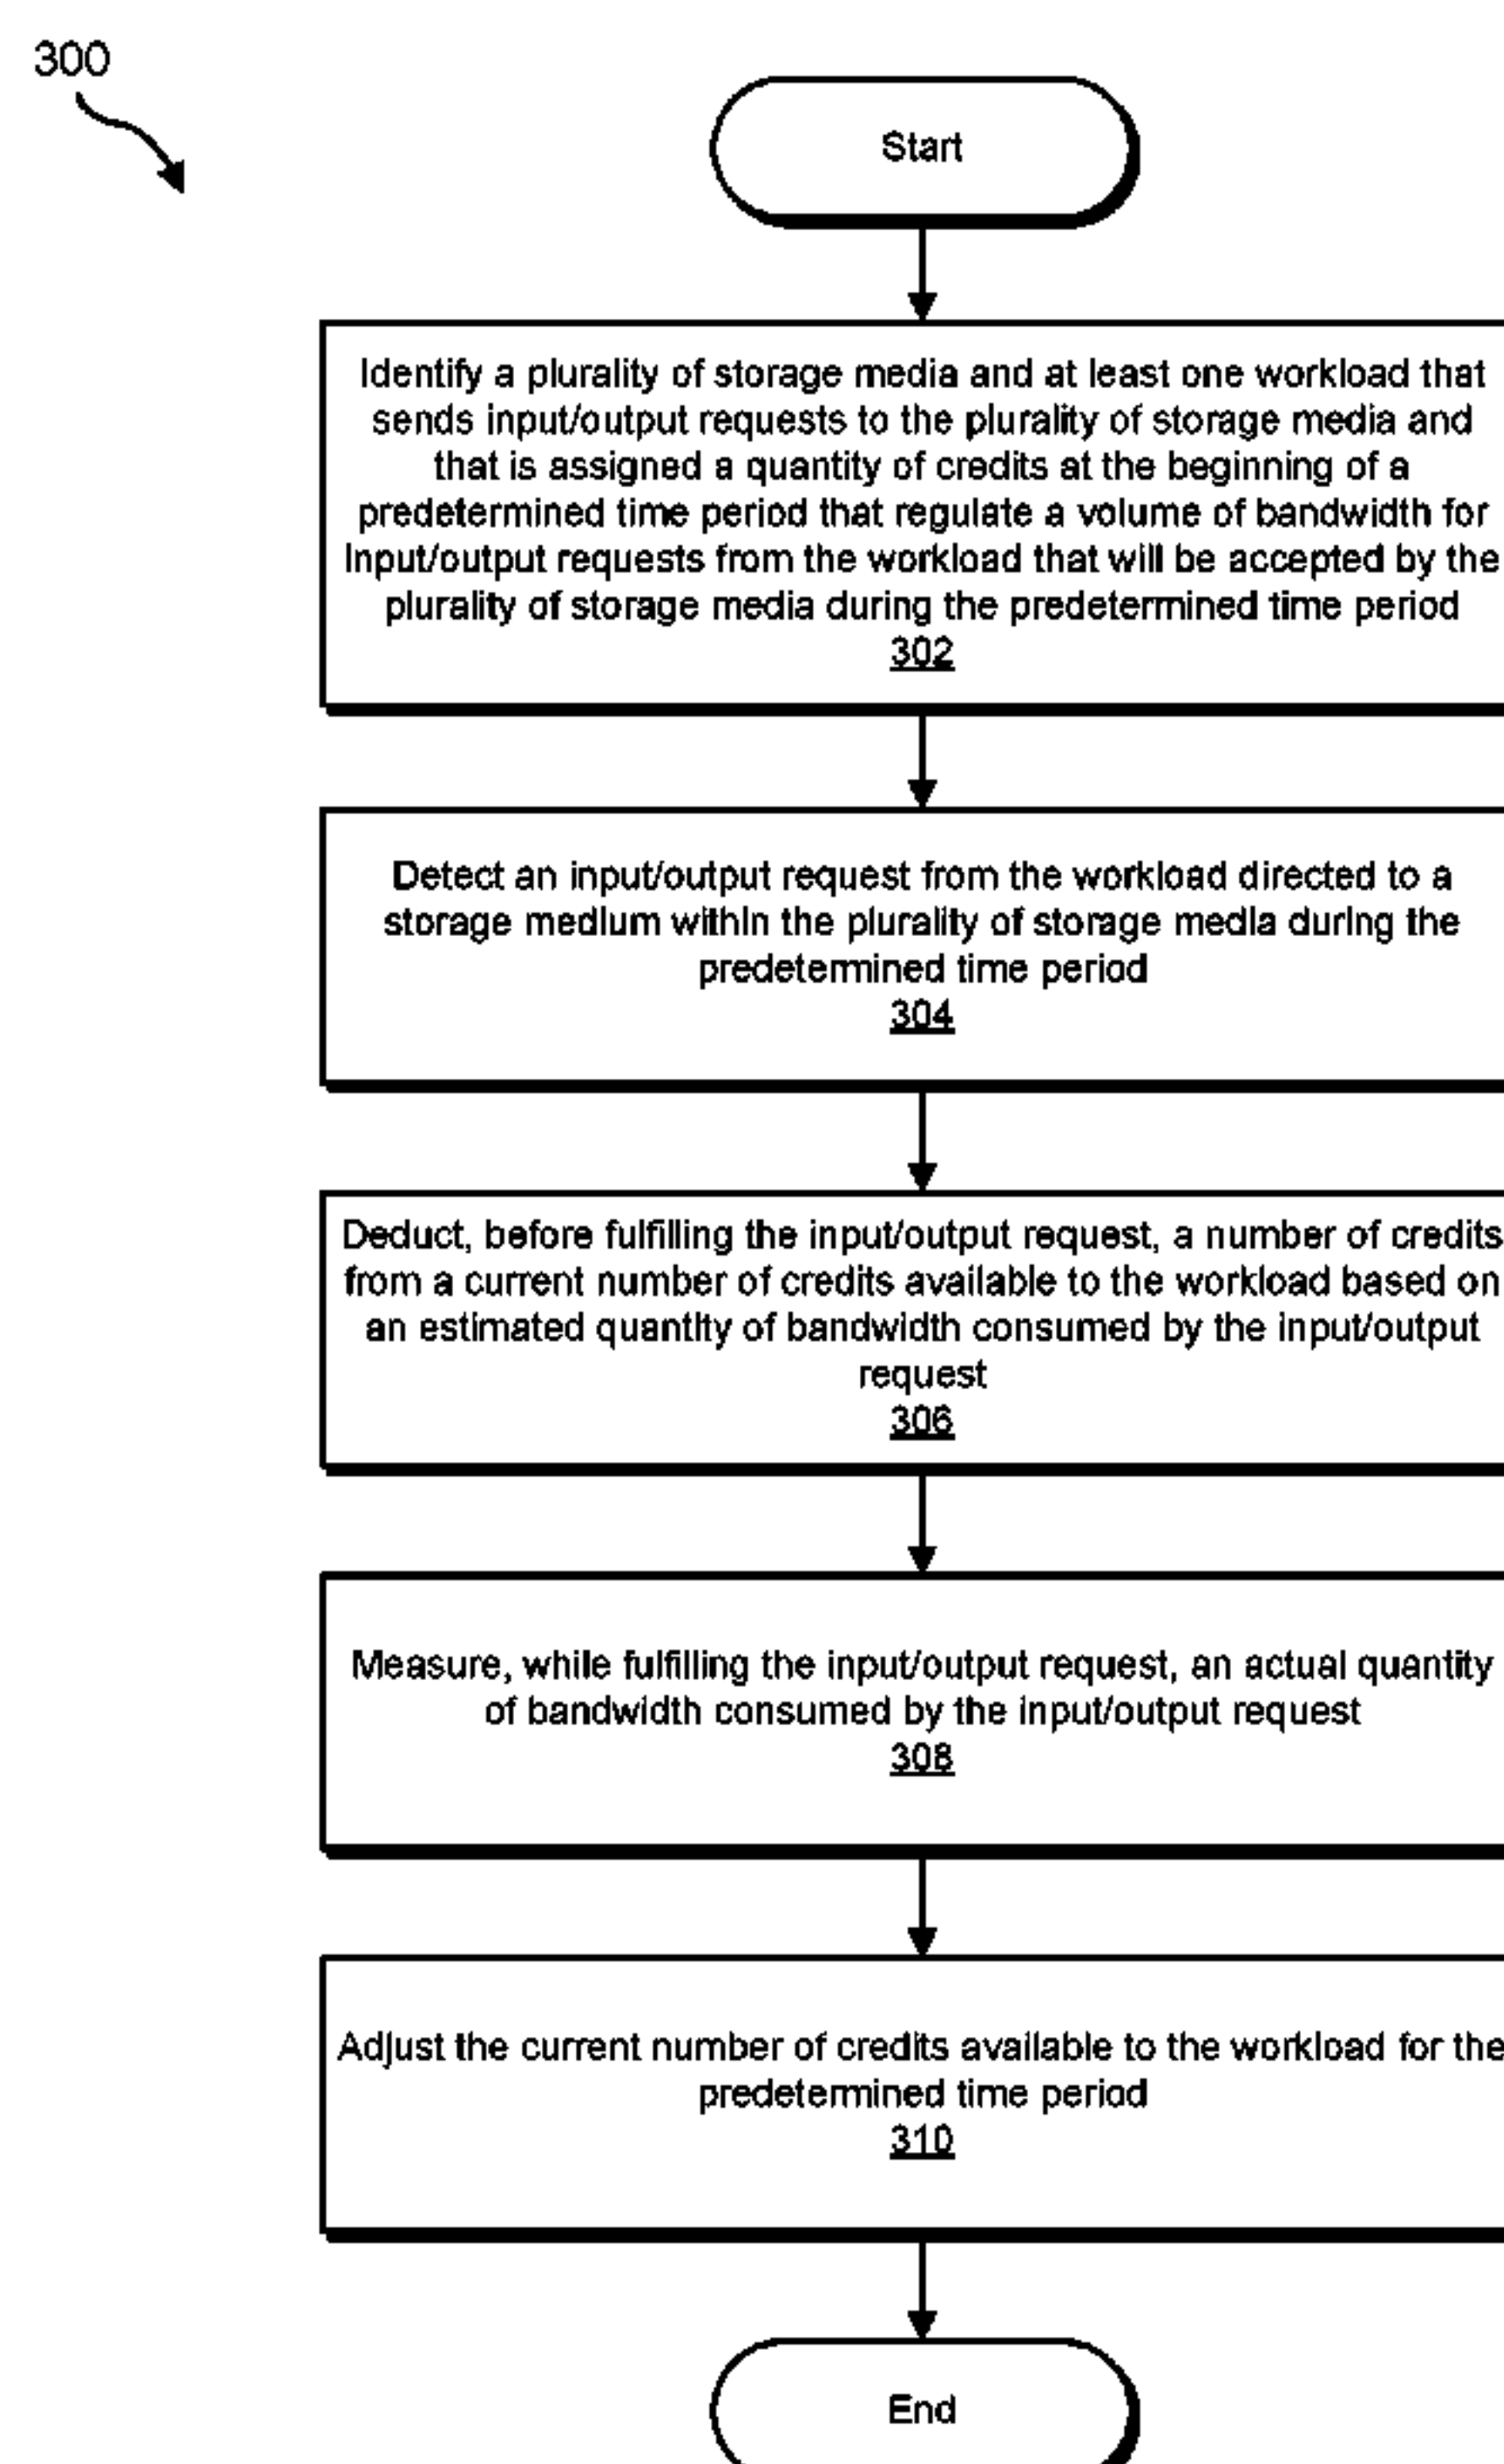 300
Start
Identify a plurality of storage media and at least one workload that
sends input/output requests to the plurality of storage media and
that is assigned a quantity of credits at the beginning of a
predetermined time period that regulate a volume of bandwidth for
input/output requests from the workload that will be accepted by the
plurality of storage media during the predetermined time period
302
Detect an input/output request from the workload directed to a
storage medium within the plurality of storage media during the
predetermined time period
304
Deduct, before fulfilling the input/output request, a number of credits
from a current number of credits available to the workload based on
an estimated quantity of bandwidth consumed by the input/output
request
306
Measure, while fulfilling the input/output request, an actual quantity
of bandwidth consumed by the input/output request
308
Adjust the current number of credits available to the workload for the
predetermined time period
310
End